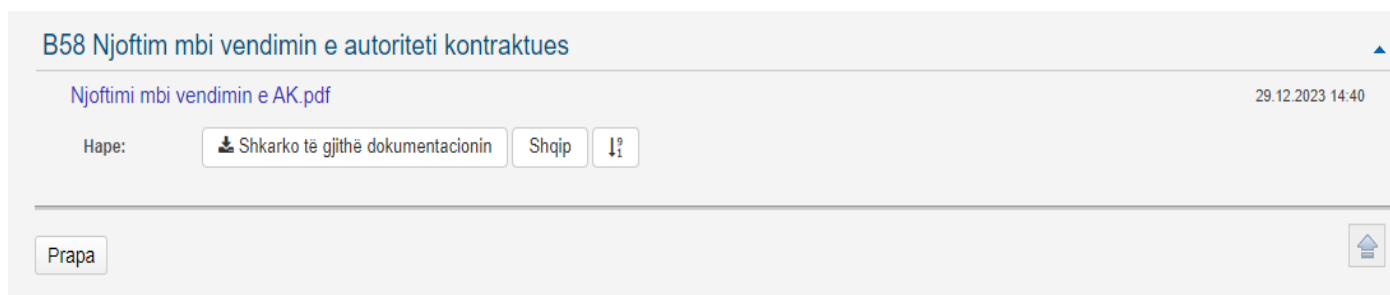 B58 Njoftim mbi vendimin e autoriteti kontraktues
Njoftimi mbi vendimin e AK.pdf 29.12.2023 14:40
Hape: Shkarko të gjithë dokumentacionin Shqip
Prapa